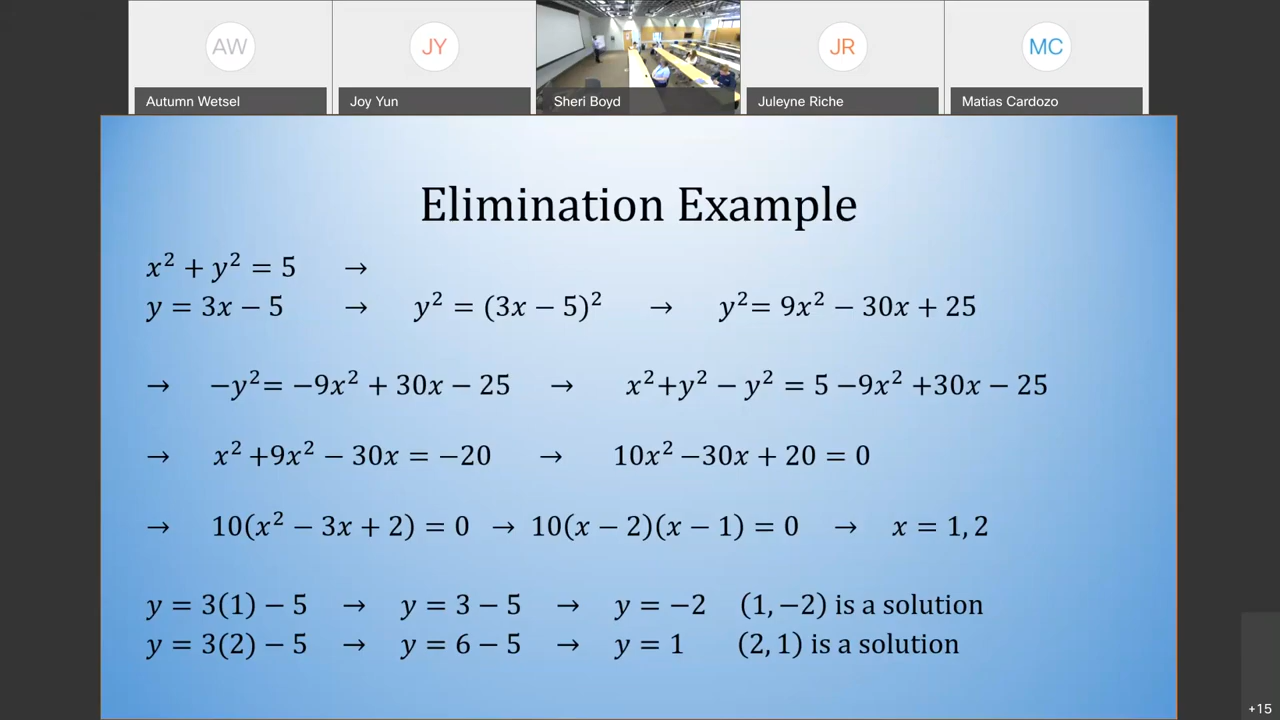 AW
JY
JR
MC
Autumn Wetsel
Joy Yun
Sheri Boyd
Juleyne Riche
Matias Cardozo
Elimination Example
x² + y² = 5 →
y = 3x − 5 → y² = (3x − 5)² → y²= 9x² − 30x + 25
→ −y²= −9x² + 30x − 25 → x²+y² − y² = 5 −9x² +30x − 25
→ x² +9x² − 30x = −20 → 10x² −30x + 20 = 0
→ 10(x² − 3x + 2) = 0 → 10(x − 2)(x − 1) = 0 → x = 1, 2
y = 3(1) − 5 → y = 3 − 5 → y = −2 (1, −2) is a solution
y = 3(2) − 5 → y = 6 − 5 → y = 1 (2, 1) is a solution
+15